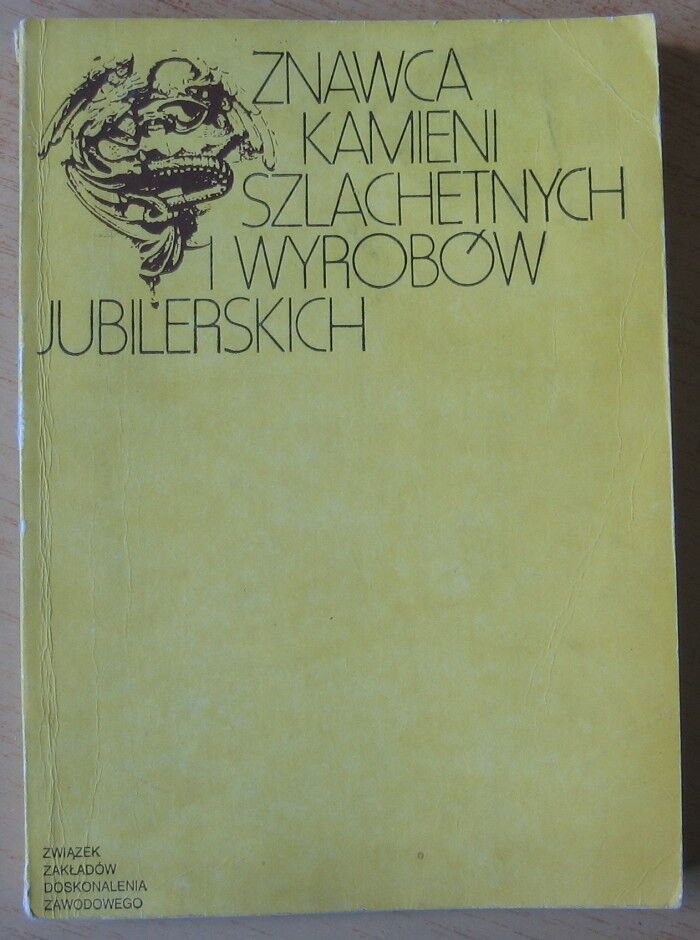 ZNAWCA
KAMIENI
SZLACHETNYCH
I WYROBÓW
JUBILERSKICH
ZWIĄZEK
ZAKŁADÓW
DOSKONALENIA
ZAWODOWEGO